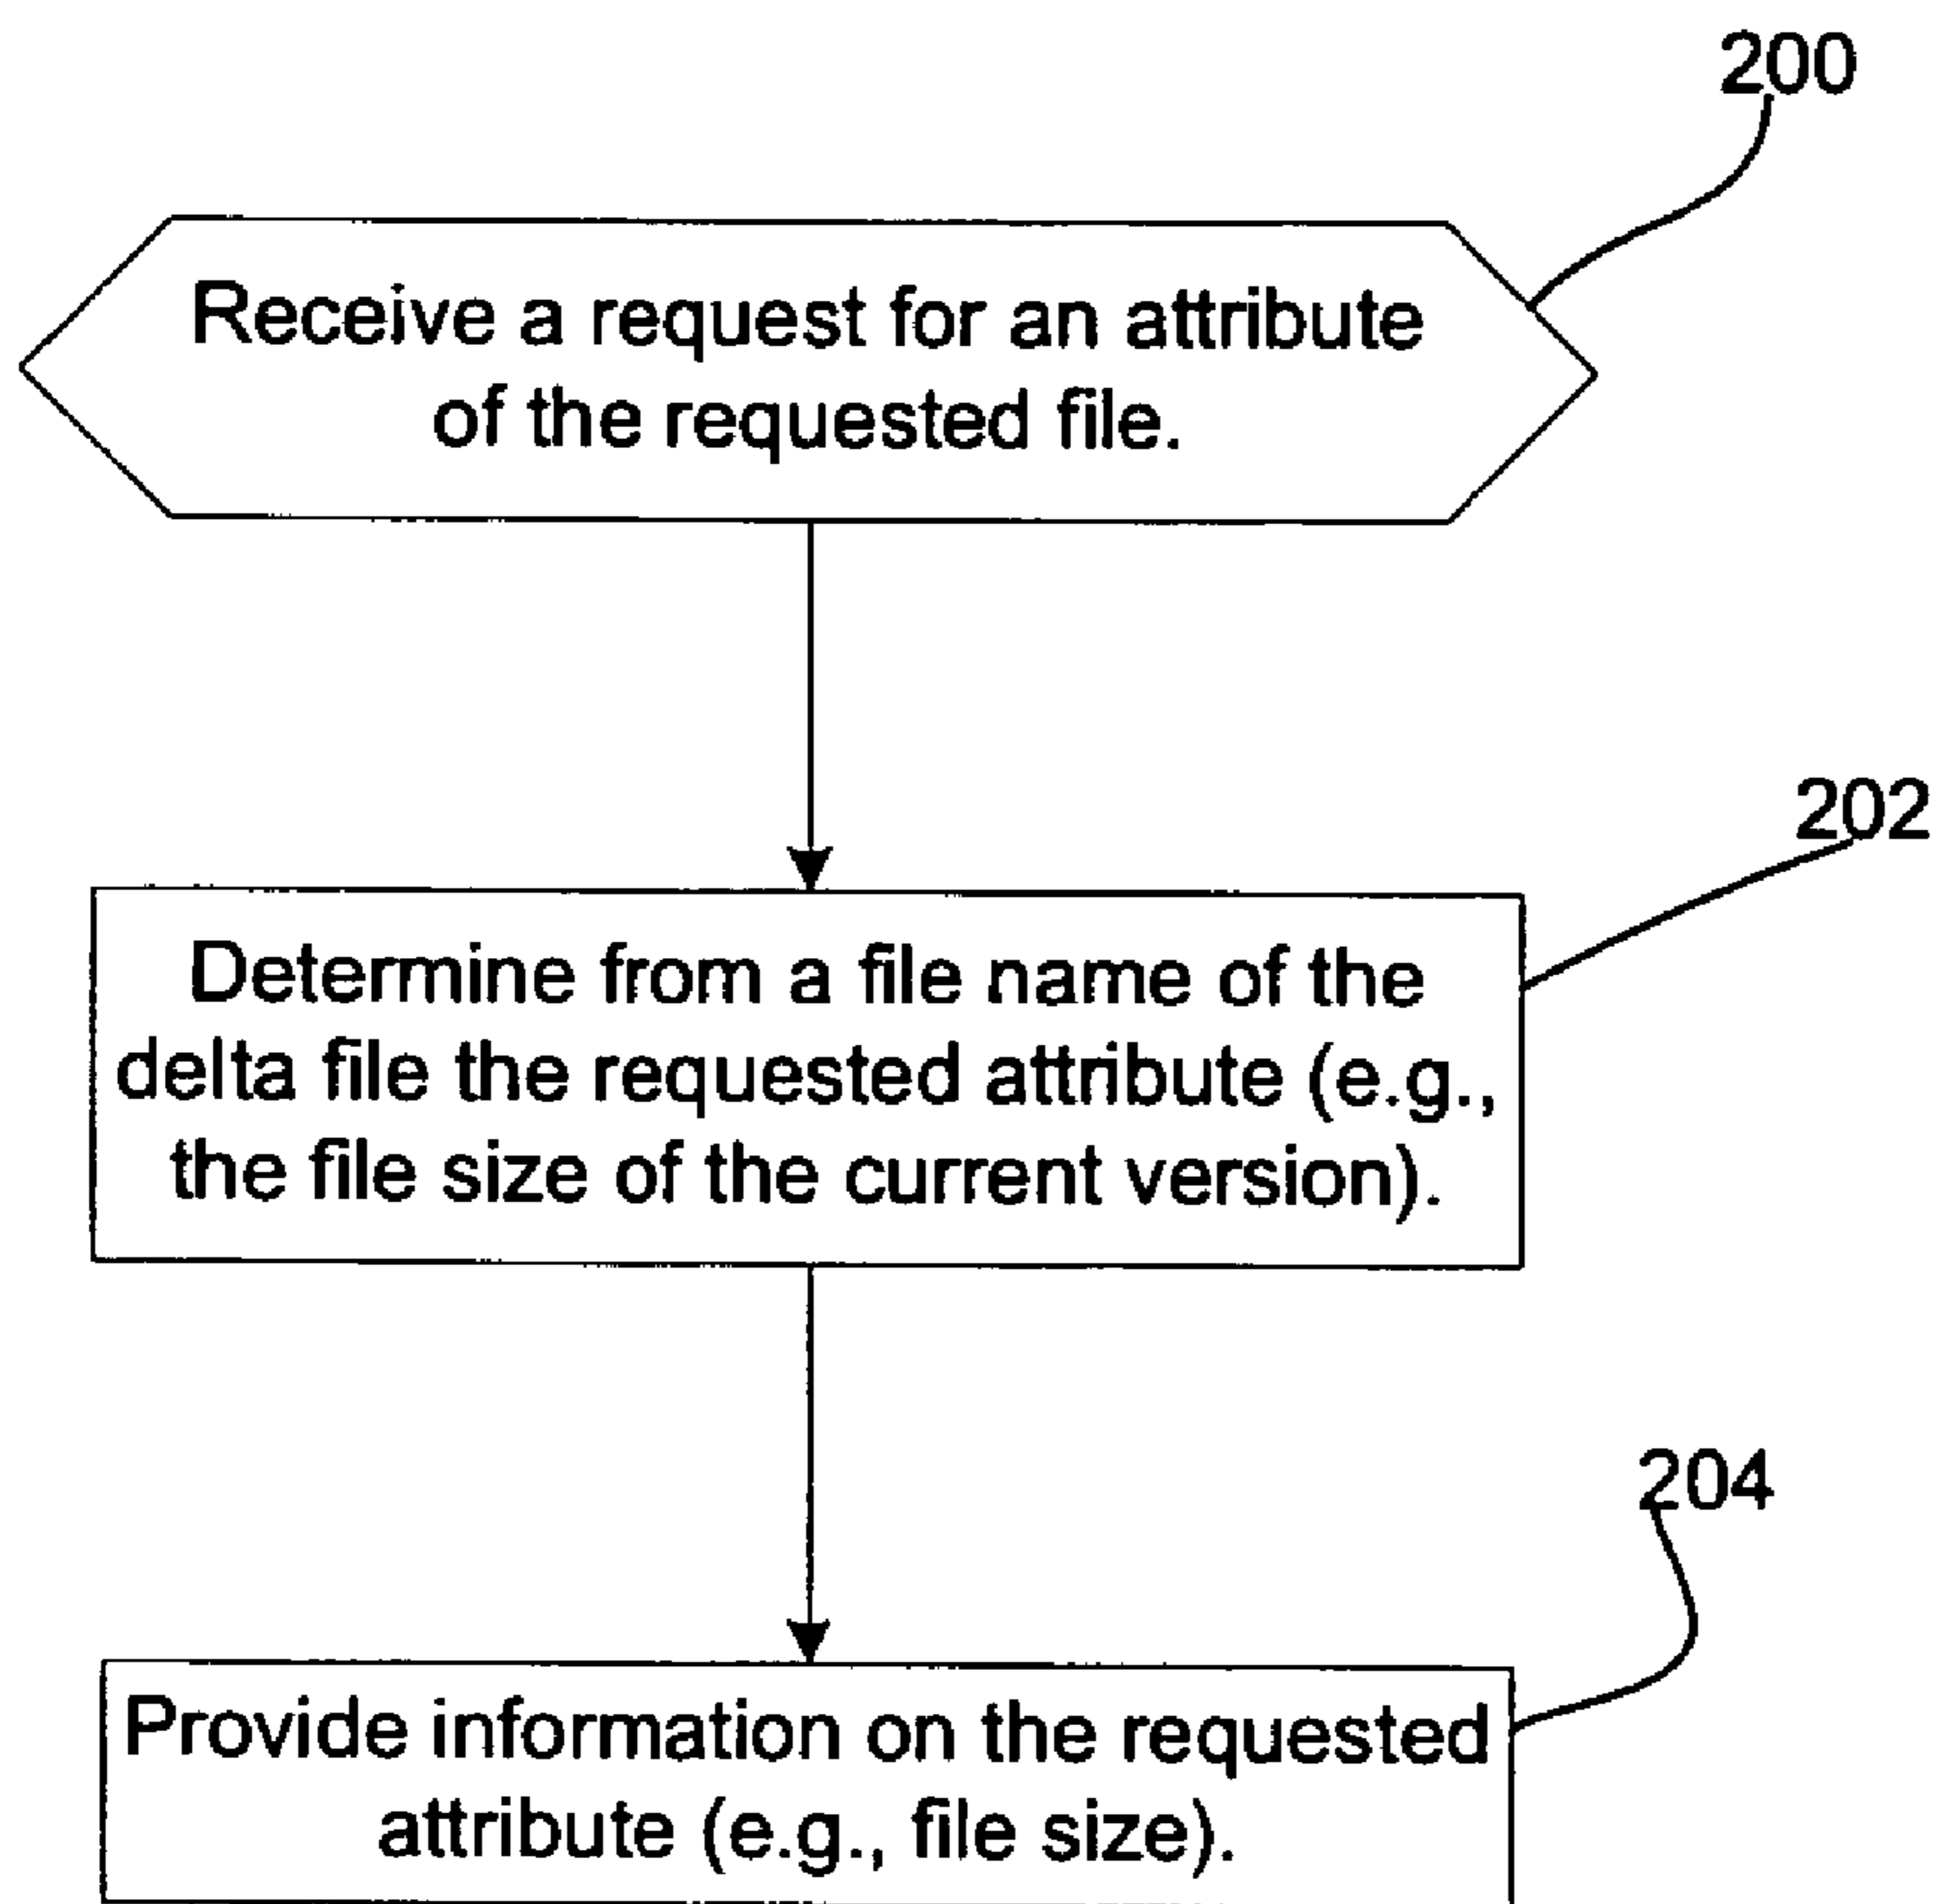 200
Receive a request for an attribute
of the requested file.
202
Determine from a file name of the
delta file the requested attribute (e.g.,
the file size of the current version).
204
Provide information on the requested
attribute (e.g., file size).